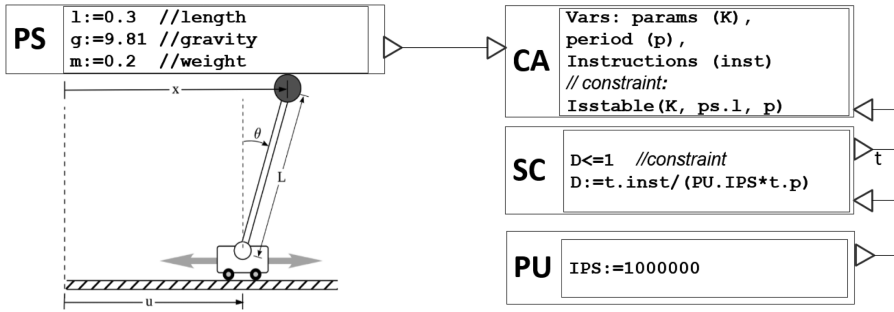 PS
l:=0.3 //length
g:=9.81 //gravity
m:=0.2 //weight
x
θ
L
u
CA
Vars: params (K),
period (p),
Instructions (inst)
// constraint:
Isstable(K, ps.l, p)
SC
D<=1 //constraint
D:=t.inst/(PU.IPS*t.p)
t
PU
IPS:=1000000